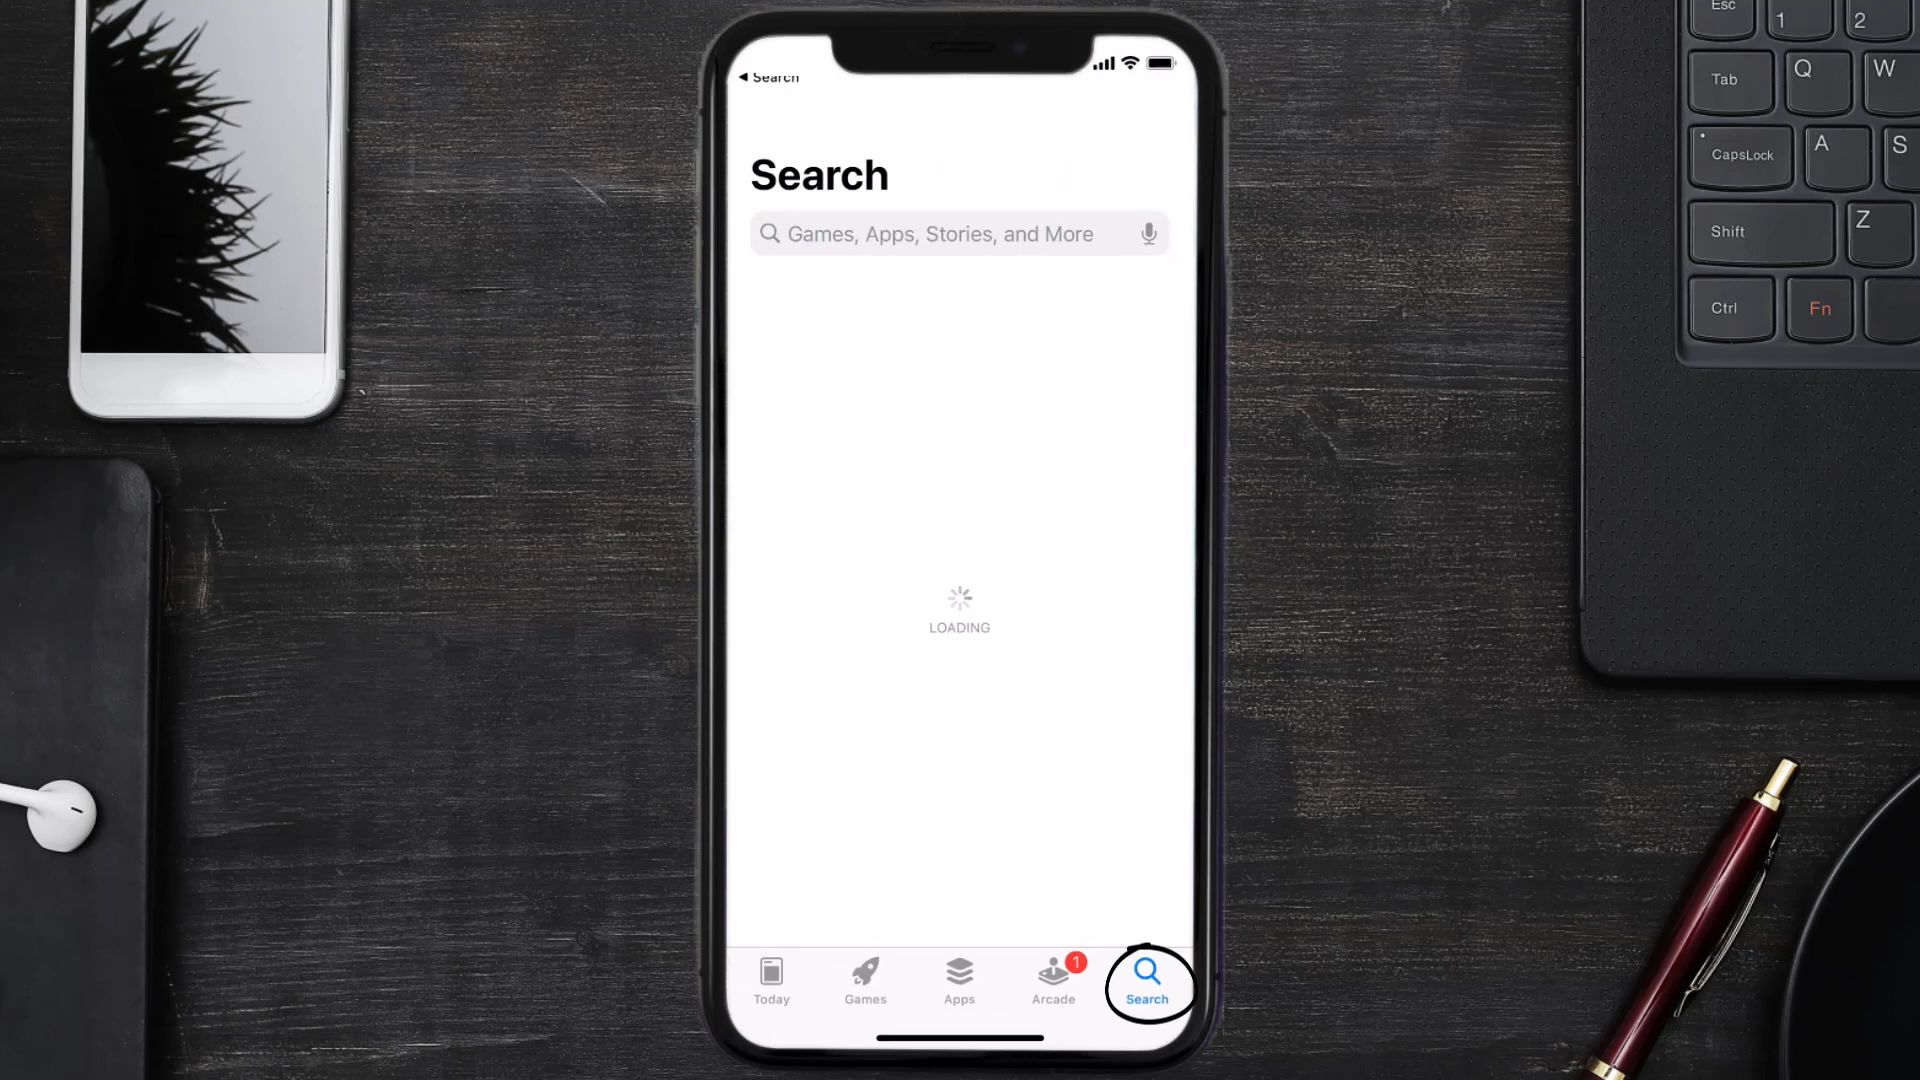 Search
Search
Games, Apps, Stories, and More
LOADING
Today
Games
Apps
1
Arcade
Search
Esc
1
2
Tab
Q
W
CapsLock
A
S
Shift
Z
Ctrl
Fn